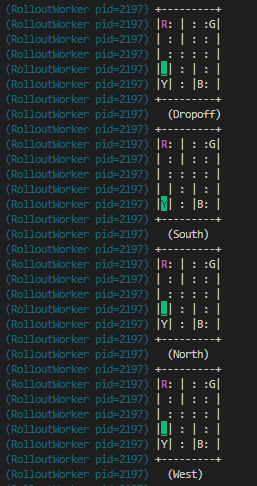 (RolloutWorker pid=2197) +---------+
(RolloutWorker pid=2197) |R: | : :G|
(RolloutWorker pid=2197) | : | : : |
(RolloutWorker pid=2197) | : : : : |
(RolloutWorker pid=2197) |_| : | : |
(RolloutWorker pid=2197) |Y| : |B: |
(RolloutWorker pid=2197) +---------+
(RolloutWorker pid=2197)   (Dropoff)
(RolloutWorker pid=2197) +---------+
(RolloutWorker pid=2197) |R: | : :G|
(RolloutWorker pid=2197) | : | : : |
(RolloutWorker pid=2197) | : : : : |
(RolloutWorker pid=2197) | | : | : |
(RolloutWorker pid=2197) |Y| : |B: |
(RolloutWorker pid=2197) +---------+
(RolloutWorker pid=2197)   (South)
(RolloutWorker pid=2197) +---------+
(RolloutWorker pid=2197) |R: | : :G|
(RolloutWorker pid=2197) | : | : : |
(RolloutWorker pid=2197) | : : : : |
(RolloutWorker pid=2197) |_| : | : |
(RolloutWorker pid=2197) |Y| : |B: |
(RolloutWorker pid=2197) +---------+
(RolloutWorker pid=2197)   (North)
(RolloutWorker pid=2197) +---------+
(RolloutWorker pid=2197) |R: | : :G|
(RolloutWorker pid=2197) | : | : : |
(RolloutWorker pid=2197) | : : : : |
(RolloutWorker pid=2197) |_| : | : |
(RolloutWorker pid=2197) |Y| : |B: |
(RolloutWorker pid=2197) +---------+
(RolloutWorker pid=2197)   (West)